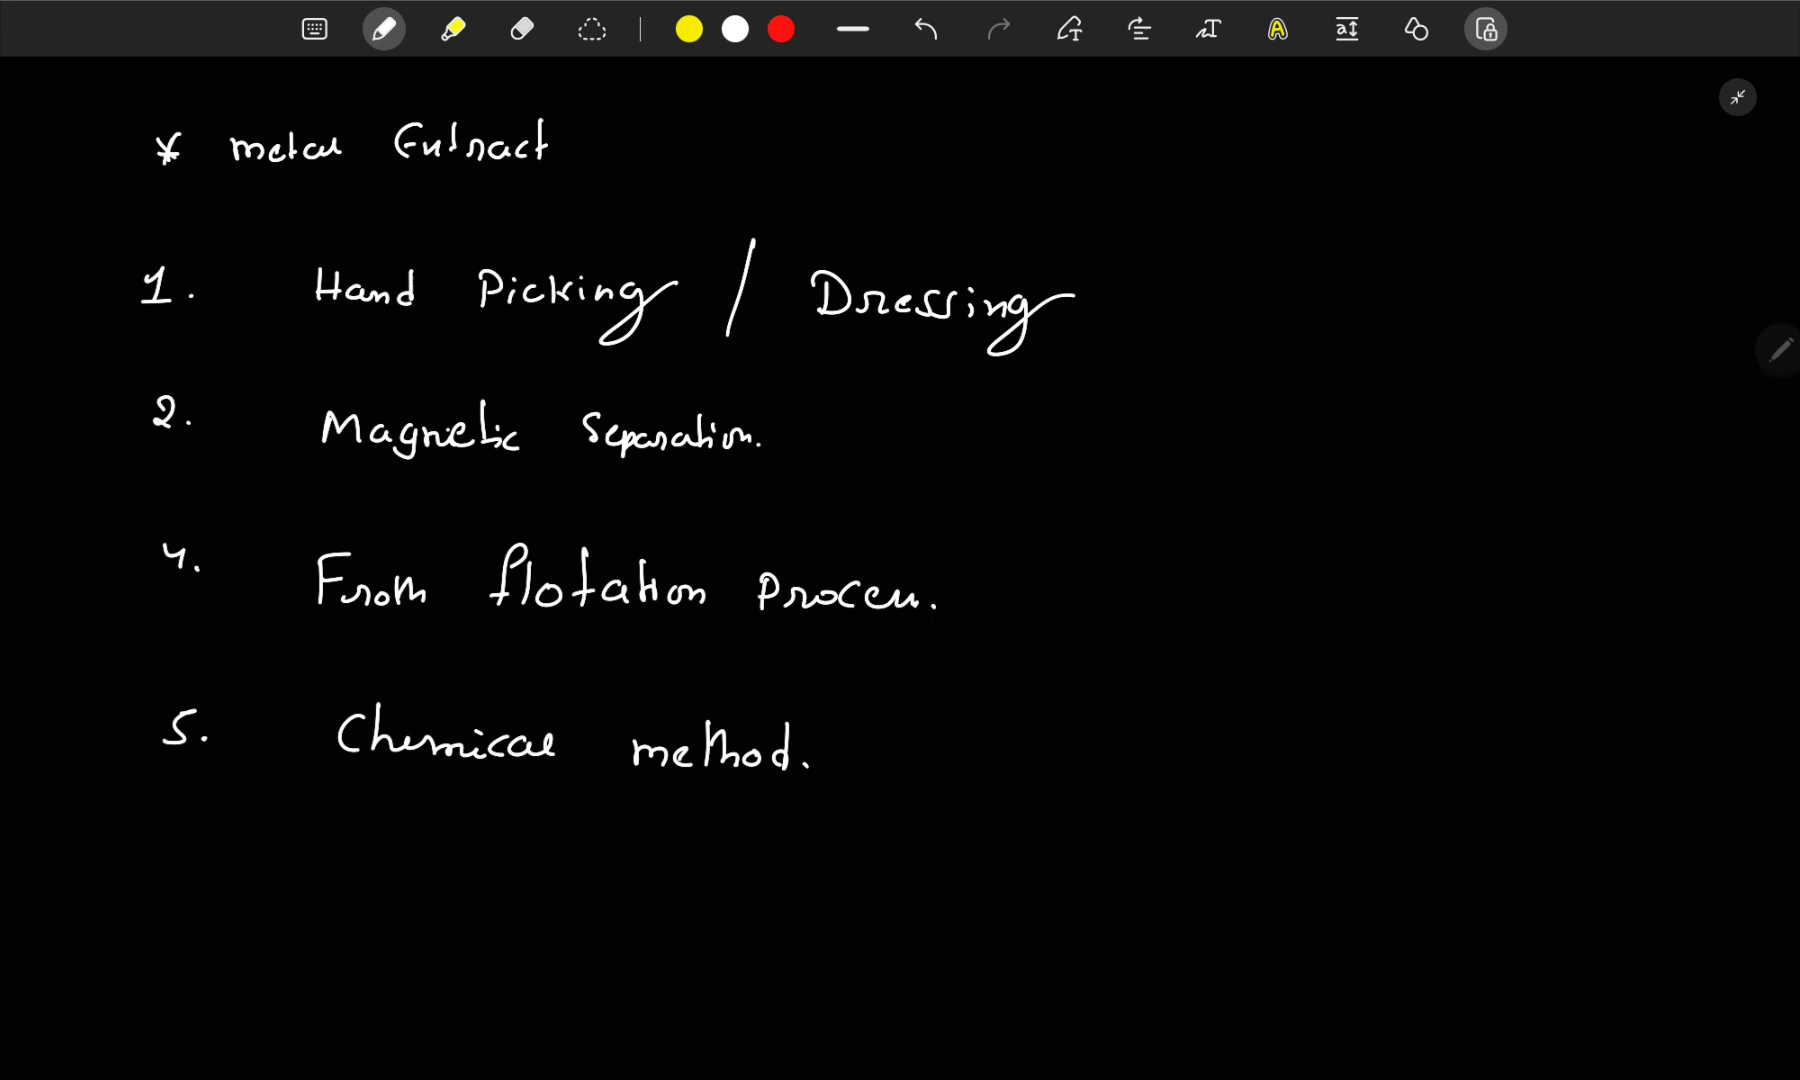 * metal Extract
1. Hand Picking / Dressing
2. Magnetic Separation.
4. From flotation Process.
5. Chemical method.